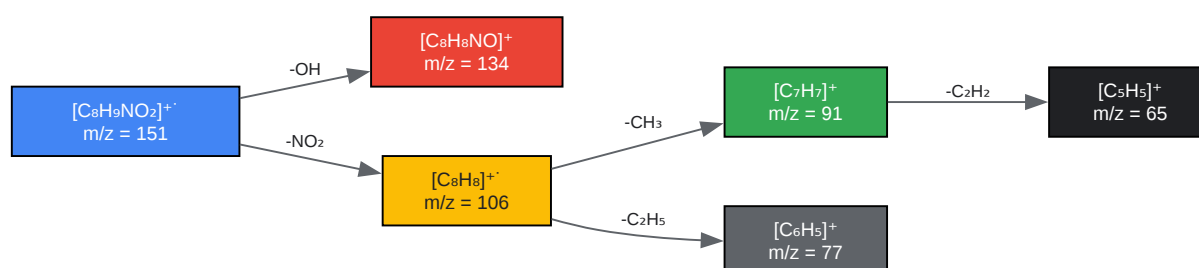 [C₈H₈NO]⁺
m/z = 134
-OH
[C₈H₉NO₂]⁺˙
m/z = 151
-NO₂
[C₈H₈]⁺˙
m/z = 106
-CH₃
[C₇H₇]⁺
m/z = 91
-C₂H₂
[C₅H₅]⁺
m/z = 65
-C₂H₅
[C₆H₅]⁺
m/z = 77